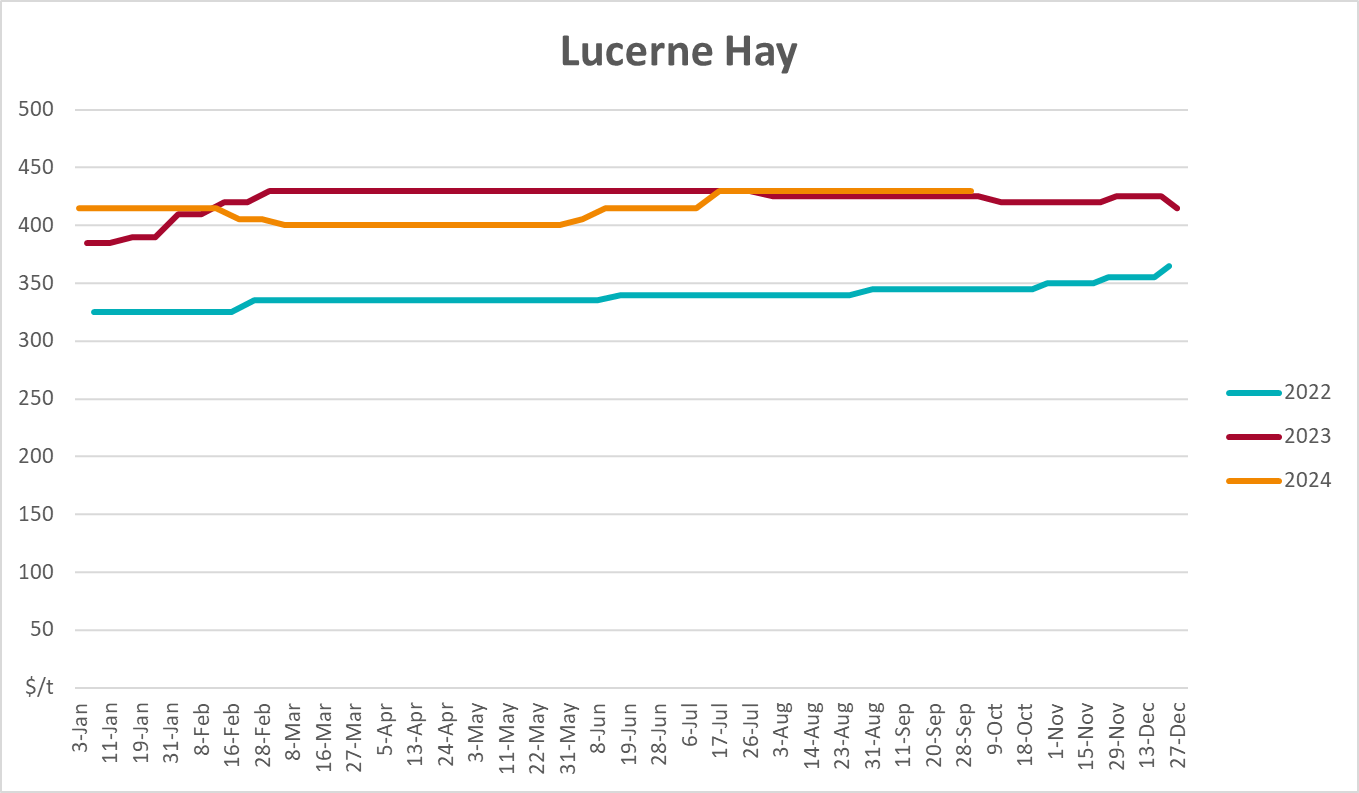 Lucerne Hay
500
450
400
350
300
250
200
150
100
50
$/t
3-Jan
11-Jan
19-Jan
31-Jan
8-Feb
16-Feb
28-Feb
8-Mar
16-Mar
27-Mar
5-Apr
13-Apr
24-Apr
3-May
11-May
22-May
31-May
8-Jun
19-Jun
28-Jun
6-Jul
17-Jul
26-Jul
3-Aug
14-Aug
23-Aug
31-Aug
11-Sep
20-Sep
28-Sep
9-Oct
18-Oct
1-Nov
15-Nov
29-Nov
13-Dec
27-Dec
2022
2023
2024